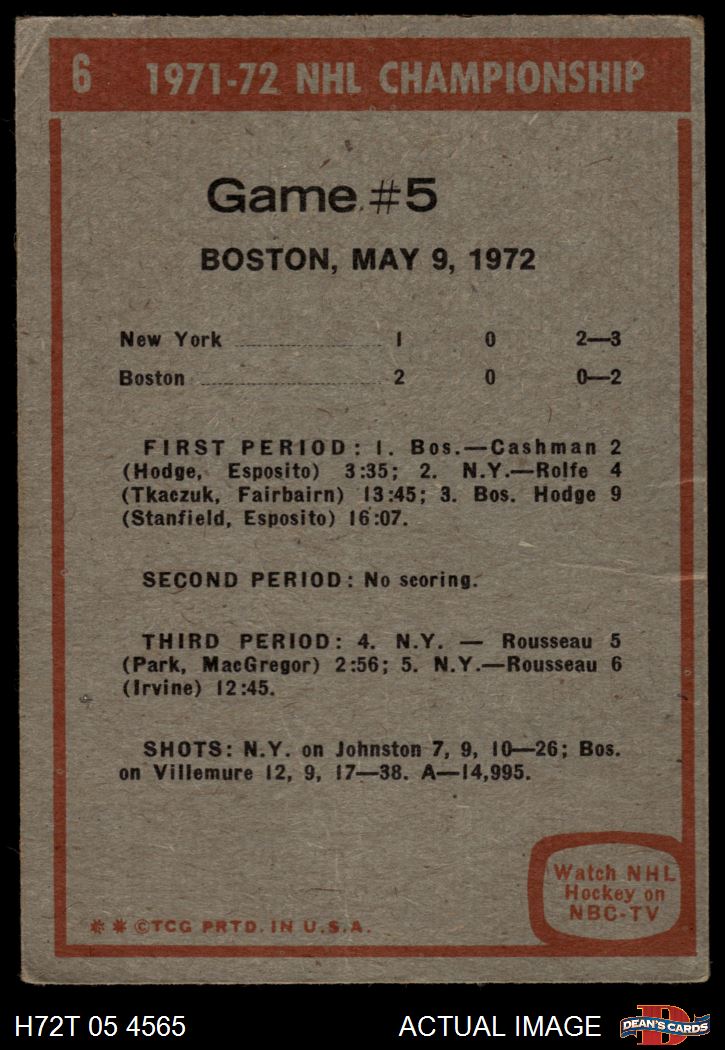 6 1971-72 NHL CHAMPIONSHIP
Game #5
BOSTON, MAY 9, 1972
New York 1 0 2—3
Boston 2 0 0—2
FIRST PERIOD: 1. Bos.—Cashman 2
(Hodge, Esposito) 3:35; 2. N.Y.—Rolfe 4
(Tkaczuk, Fairbairn) 13:45; 3. Bos. Hodge 9
(Stanfield, Esposito) 16:07.
SECOND PERIOD: No scoring.
THIRD PERIOD: 4. N.Y. — Rousseau 5
(Park, MacGregor) 2:56; 5. N.Y.—Rousseau 6
(Irvine) 12:45.
SHOTS: N.Y. on Johnston 7, 9, 10—26; Bos.
on Villemure 12, 9, 17—38. A—14,995.
Watch NHL
Hockey on
NBC-TV
**©TCG PRTD. IN U.S.A.
H72T 05 4565 ACTUAL IMAGE D DEAN'S CARDS